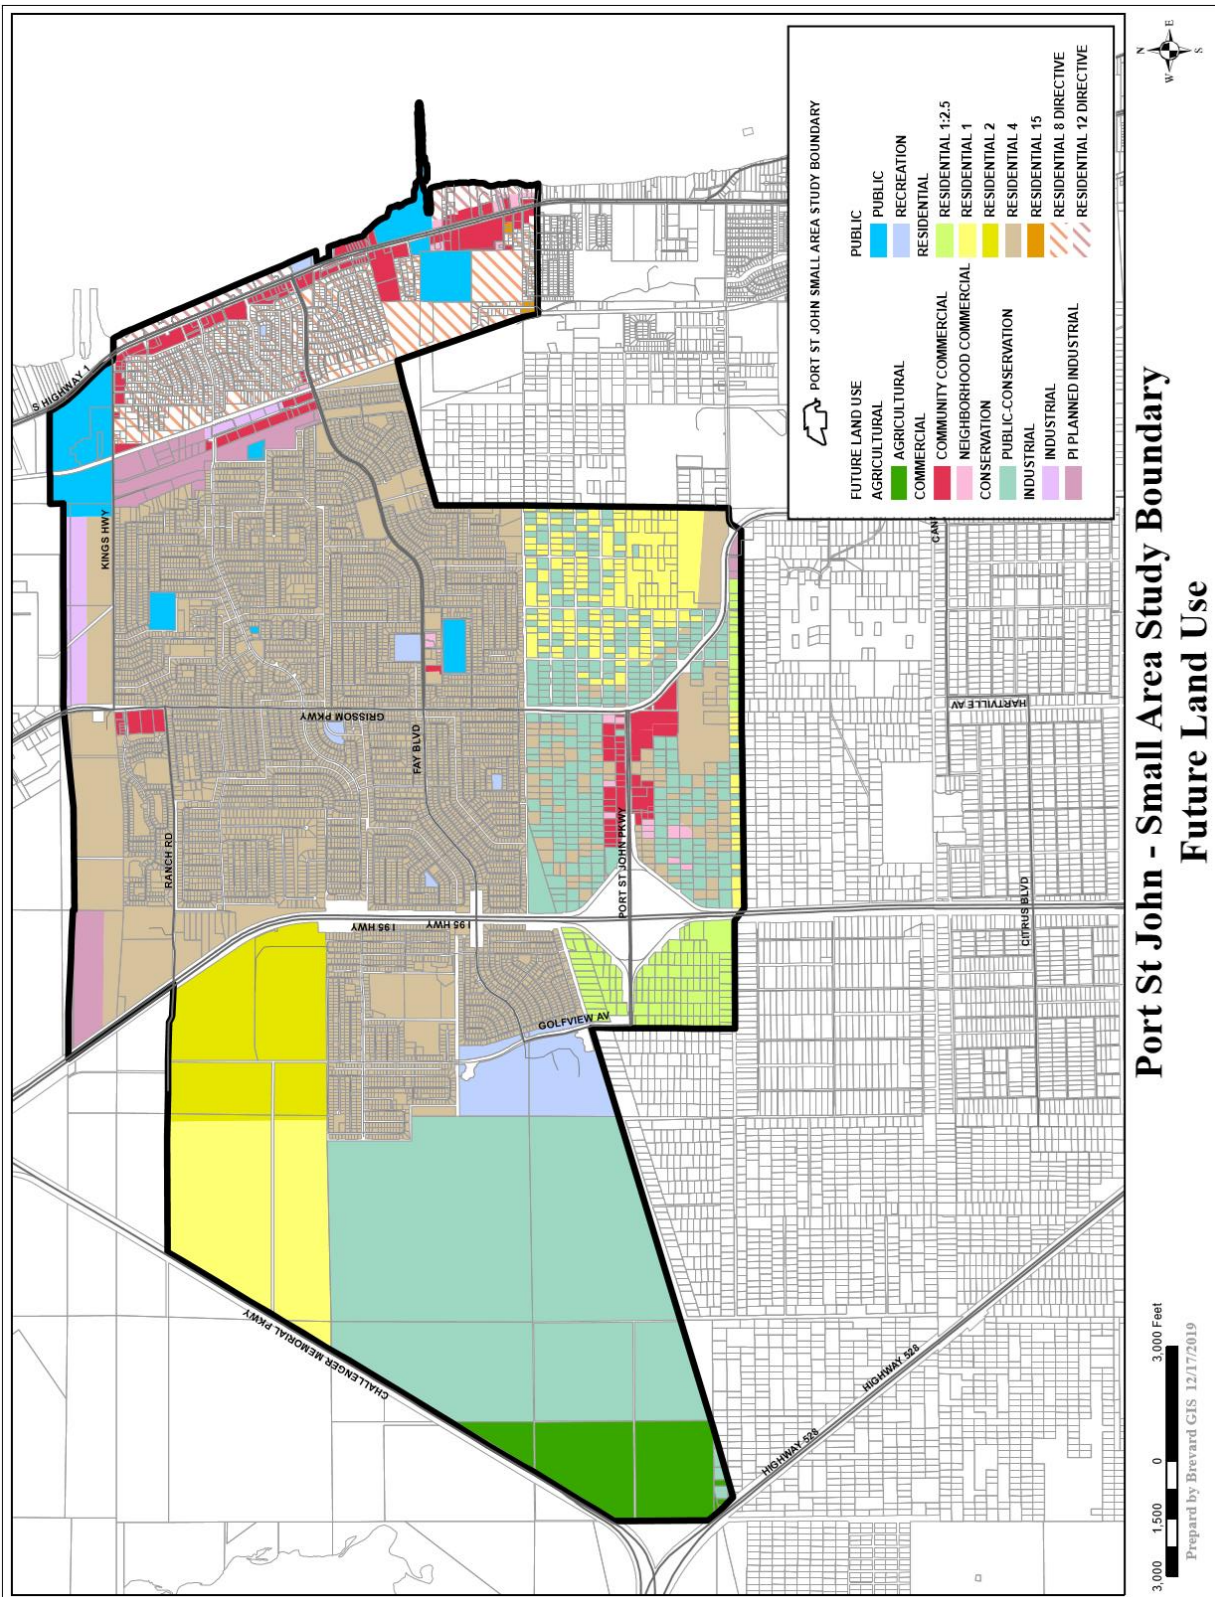 S HIGHWAY 1
KINGS HWY
GRISSOM PKWY
FAY BLVD
RANCH RD
PORT ST JOHN PKWY
I 95 HWY
I 95 HWY
GOLFVIEW AV
CHALLENGER MEMORIAL PKWY
HARTVILLE AV
CITRUS BLVD
HIGHWAY 528
HIGHWAY 528
PORT ST JOHN SMALL AREA STUDY BOUNDARY
FUTURE LAND USE
AGRICULTURAL
AGRICULTURAL
COMMERCIAL
COMMUNITY COMMERCIAL
NEIGHBORHOOD COMMERCIAL
CONSERVATION
PUBLIC-CONSERVATION
INDUSTRIAL
INDUSTRIAL
PI PLANNED INDUSTRIAL
PUBLIC
PUBLIC
RECREATION
RESIDENTIAL
RESIDENTIAL 1:2.5
RESIDENTIAL 1
RESIDENTIAL 2
RESIDENTIAL 4
RESIDENTIAL 15
RESIDENTIAL 8 DIRECTIVE
RESIDENTIAL 12 DIRECTIVE
N
E
S
W
Port St John - Small Area Study Boundary
Future Land Use
3,000 1,500 0 3,000 Feet
Prepard by Brevard GIS 12/17/2019